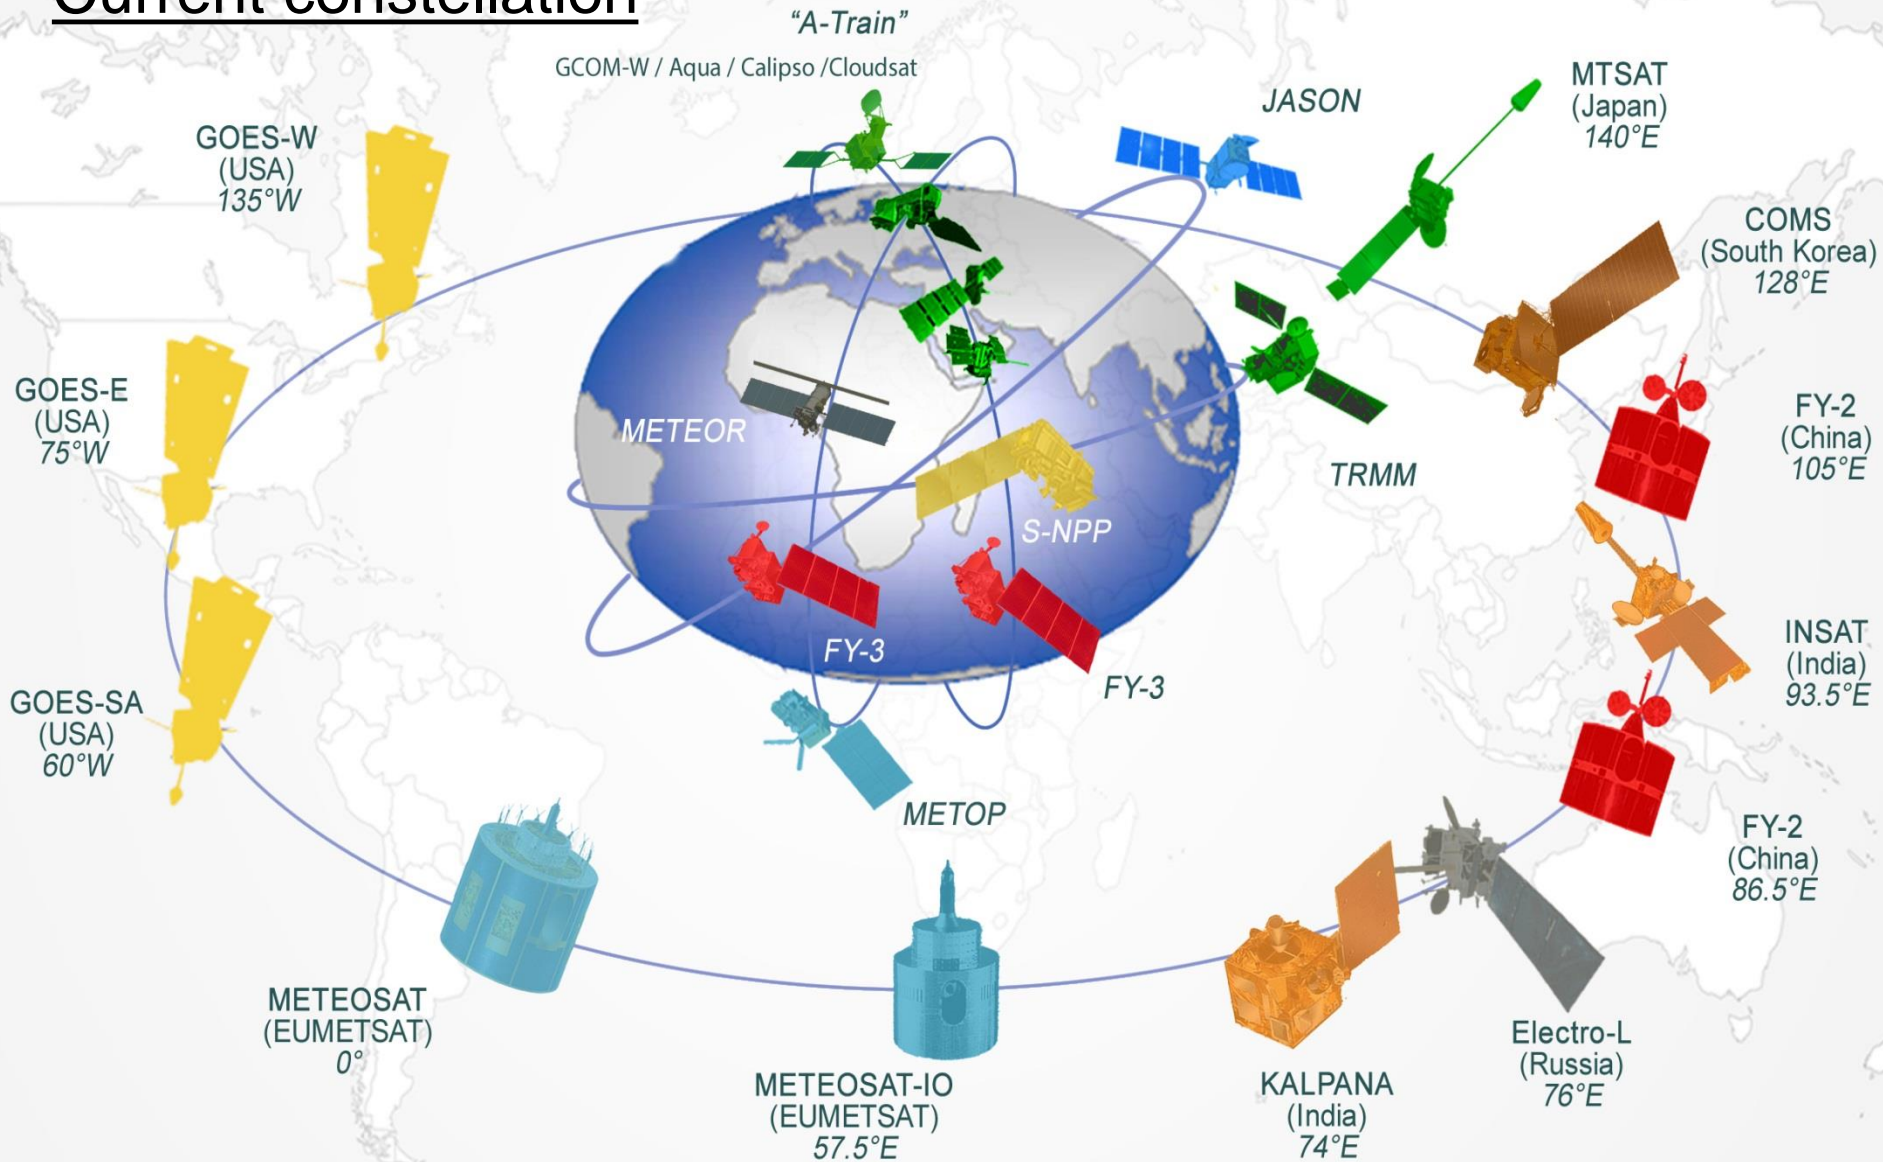 Current constellation
"A-Train"
GCOM-W / Aqua / Calipso /Cloudsat
JASON
MTSAT
(Japan)
140°E
GOES-W
(USA)
135°W
COMS
(South Korea)
128°E
GOES-E
(USA)
75°W
METEOR
FY-2
(China)
105°E
TRMM
S-NPP
FY-3
FY-3
INSAT
(India)
93.5°E
GOES-SA
(USA)
60°W
METOP
FY-2
(China)
86.5°E
METEOSAT
(EUMETSAT)
0°
Electro-L
(Russia)
76°E
METEOSAT-IO
(EUMETSAT)
57.5°E
KALPANA
(India)
74°E